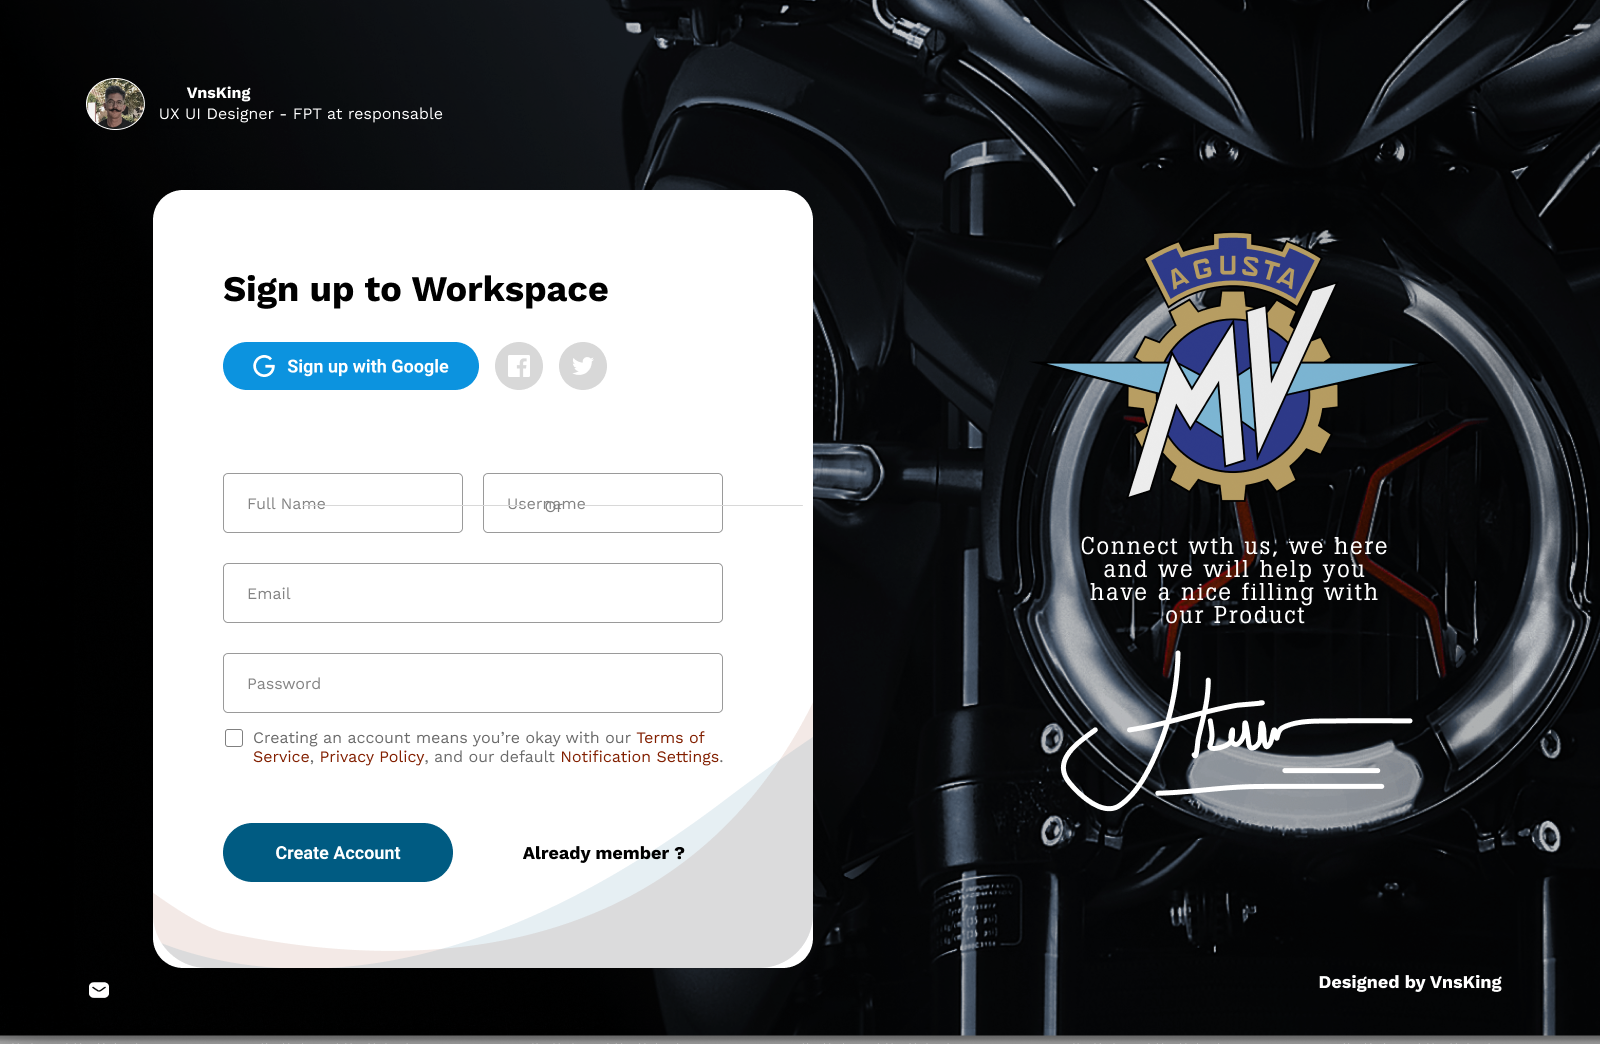 VnsKing
UX UI Designer - FPT at responsable
AGUSTA
MV
Sign up to Workspace
G Sign up with Google
Full Name
Username
Or
Email
Password
Creating an account means you’re okay with our Terms of
Service, Privacy Policy, and our default Notification Settings.
Create Account
Already member ?
Connect wth us, we here
and we will help you
have a nice filling with
our Product
Designed by VnsKing